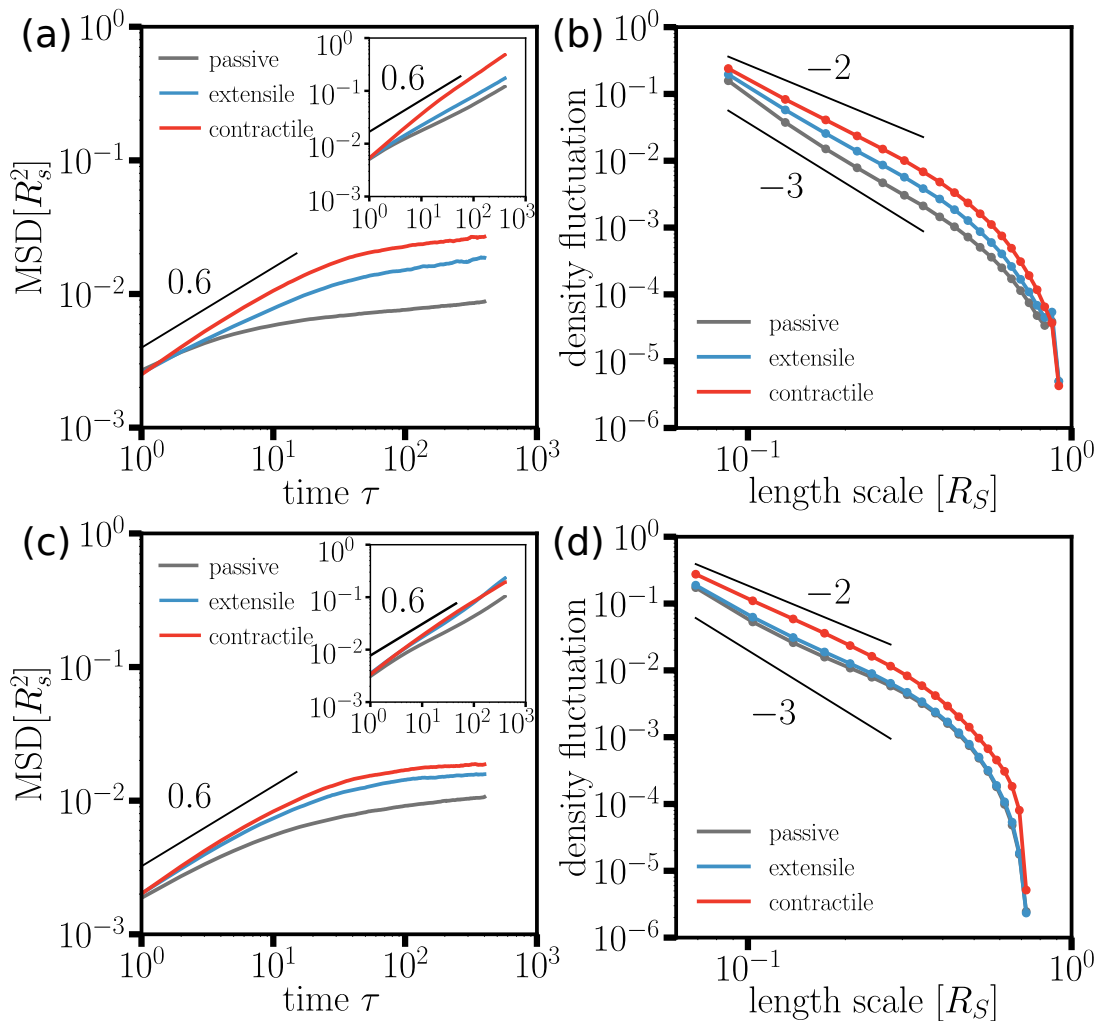 (a)
MSD[R_s^2]
10^0
10^{-1}
10^{-2}
10^{-3}
passive
extensile
contractile
0.6
10^0
10^{-1}
10^{-2}
10^{-3}
0.6
10^0 10^1 10^2 10^3
10^0 10^1 10^2 10^3
time τ
(b)
density fluctuation
10^0
10^{-1}
10^{-2}
10^{-3}
10^{-4}
10^{-5}
10^{-6}
−2
−3
passive
extensile
contractile
10^{-1} 10^0
length scale [R_S]
(c)
MSD[R_s^2]
10^0
10^{-1}
10^{-2}
10^{-3}
passive
extensile
contractile
0.6
10^0
10^{-1}
10^{-2}
10^{-3}
0.6
10^0 10^1 10^2 10^3
10^0 10^1 10^2 10^3
time τ
(d)
density fluctuation
10^0
10^{-1}
10^{-2}
10^{-3}
10^{-4}
10^{-5}
10^{-6}
−2
−3
passive
extensile
contractile
10^{-1} 10^0
length scale [R_S]